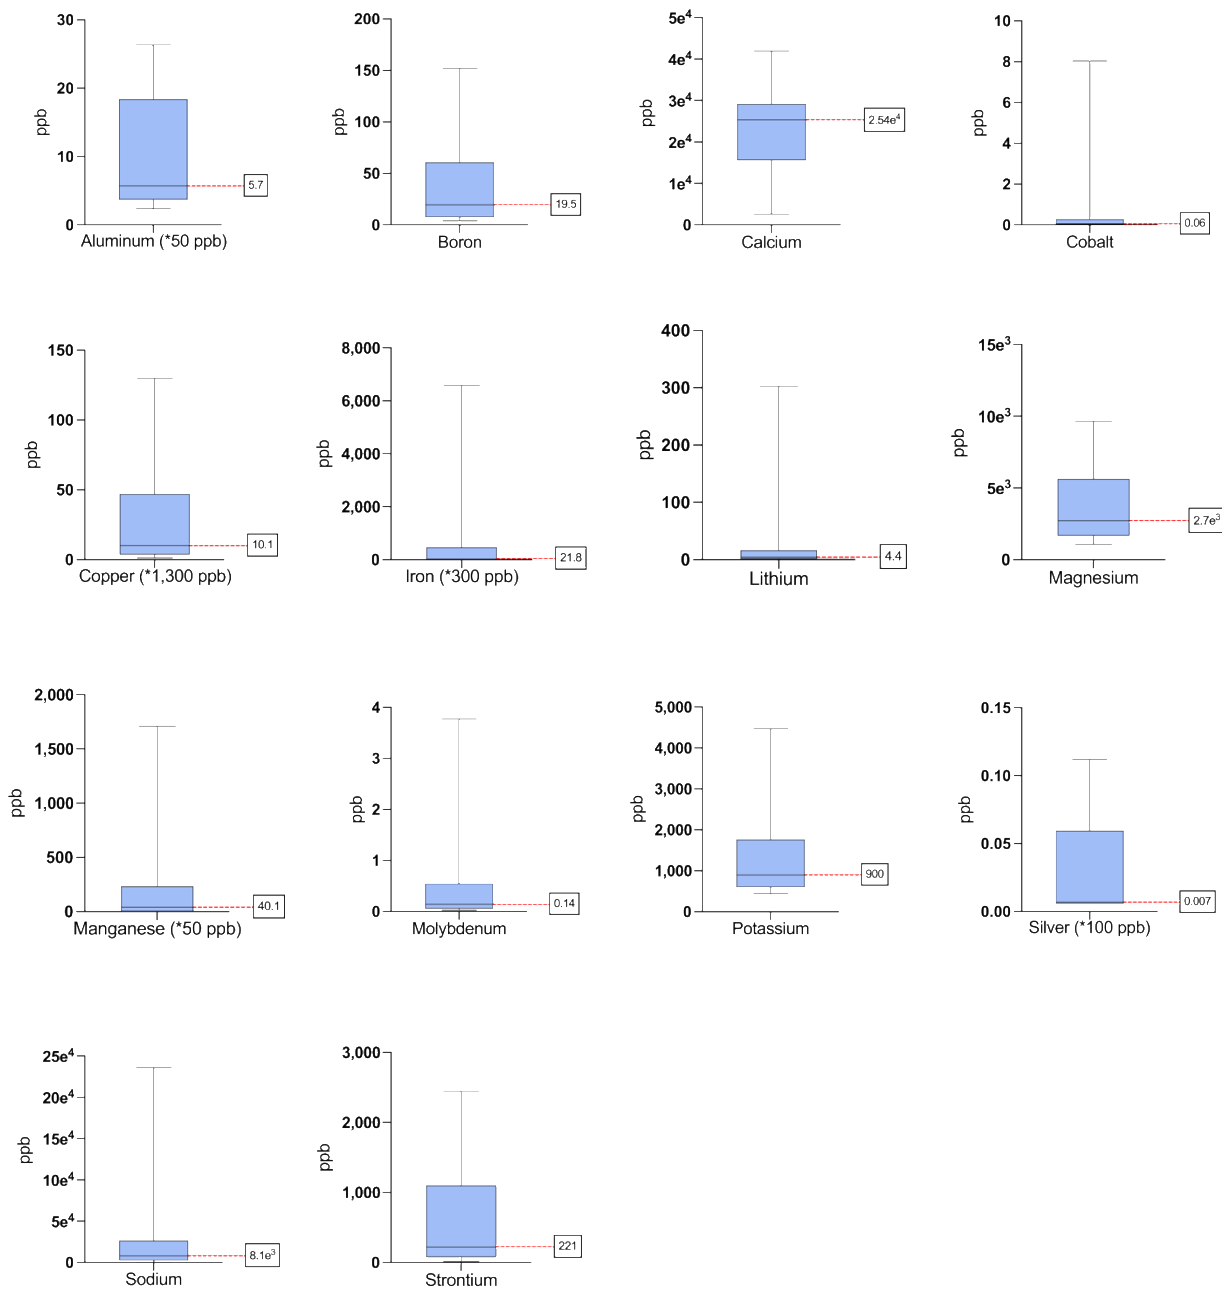 ppb
30
20
10
0
5.7
Aluminum (*50 ppb)
ppb
200
150
100
50
0
19.5
Boron
ppb
5e⁴
4e⁴
3e⁴
2e⁴
1e⁴
0
2.54e⁴
Calcium
ppb
10
8
6
4
2
0
0.06
Cobalt
ppb
150
100
50
0
10.1
Copper (*1,300 ppb)
ppb
8,000
6,000
4,000
2,000
0
21.8
Iron (*300 ppb)
ppb
400
300
200
100
0
4.4
Lithium
ppb
15e³
10e³
5e³
0
2.7e³
Magnesium
ppb
2,000
1,500
1,000
500
0
40.1
Manganese (*50 ppb)
ppb
4
3
2
1
0
0.14
Molybdenum
ppb
5,000
4,000
3,000
2,000
1,000
0
900
Potassium
ppb
0.15
0.10
0.05
0.00
0.007
Silver (*100 ppb)
ppb
25e⁴
20e⁴
15e⁴
10e⁴
5e⁴
0
8.1e³
Sodium
ppb
3,000
2,000
1,000
0
221
Strontium